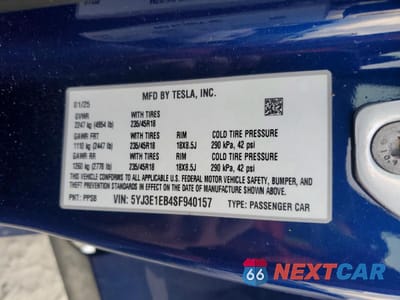 MFD BY TESLA, INC.
01/25
GVWR WITH TIRES
2247 kg (4954 LB) 235/45R18
GAWR FRT WITH TIRES RIM COLD TIRE PRESSURE
1110 kg (2447 LB) 235/45R18 18X8.5J 290 kPa, 42 psi
GAWR RR WITH TIRES RIM COLD TIRE PRESSURE
1260 kg (2778 LB) 235/45R18 18X8.5J 290 kPa, 42 psi
THIS VEHICLE CONFORMS TO ALL APPLICABLE
U.S. FEDERAL MOTOR VEHICLE SAFETY, BUMPER, AND
THEFT PREVENTION STANDARDS IN EFFECT ON THE
DATE OF MANUFACTURE SHOWN ABOVE.
PNT: PPSB VIN: 5YJ3E1EB4SF940157 TYPE: PASSENGER CAR
66 NEXTCAR